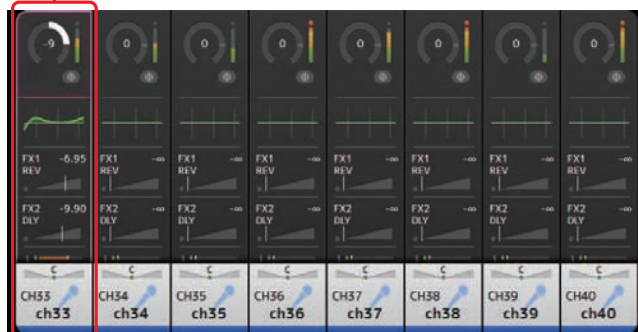 -9 0 0 0 0 0 0 0
FX1 -6.95 FX1 -∞ FX1 -∞ FX1 -∞ FX1 -∞ FX1 -∞ FX1 -∞ FX1 -∞
REV REV REV REV REV REV REV REV
FX2 -9.90 FX2 -∞ FX2 -∞ FX2 -∞ FX2 -∞ FX2 -∞ FX2 -∞ FX2 -∞
DLY DLY DLY DLY DLY DLY DLY DLY
C C C C C C C C
CH33 CH34 CH35 CH36 CH37 CH38 CH39 CH40
ch33 ch34 ch35 ch36 ch37 ch38 ch39 ch40